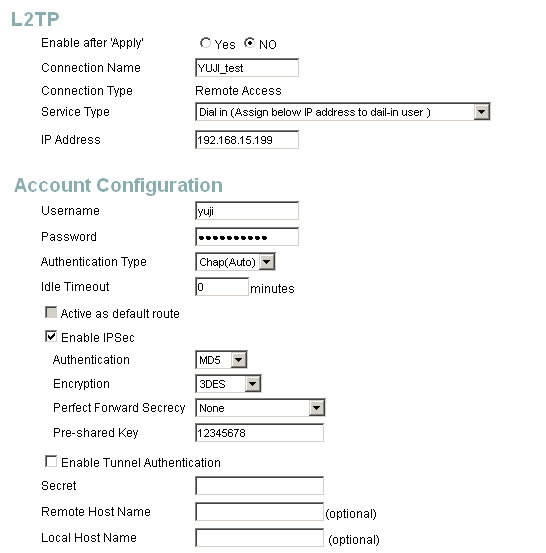 L2TP
Enable after 'Apply' Yes NO
Connection Name YUJI_test
Connection Type Remote Access
Service Type Dial in (Assign below IP address to dail-in user )
IP Address 192.168.15.199
Account Configuration
Username yuji
Password ●●●●●●●●●●
Authentication Type Chap(Auto)
Idle Timeout 0 minutes
Active as default route
Enable IPSec
Authentication MD5
Encryption 3DES
Perfect Forward Secrecy None
Pre-shared Key 12345678
Enable Tunnel Authentication
Secret
Remote Host Name (optional)
Local Host Name (optional)